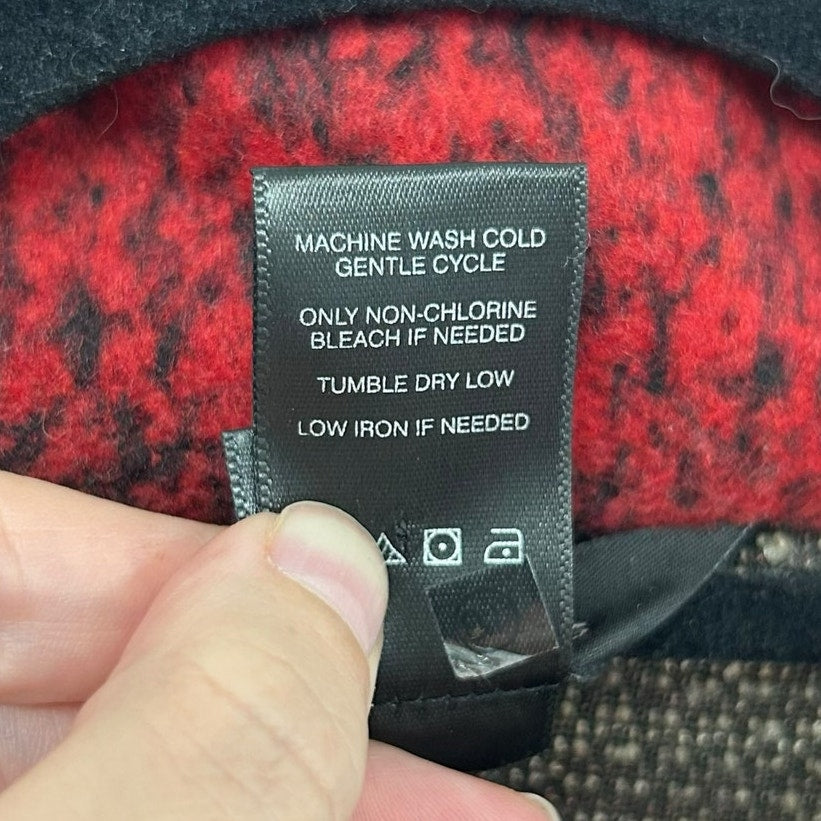 MACHINE WASH COLD
GENTLE CYCLE
ONLY NON-CHLORINE
BLEACH IF NEEDED
TUMBLE DRY LOW
LOW IRON IF NEEDED